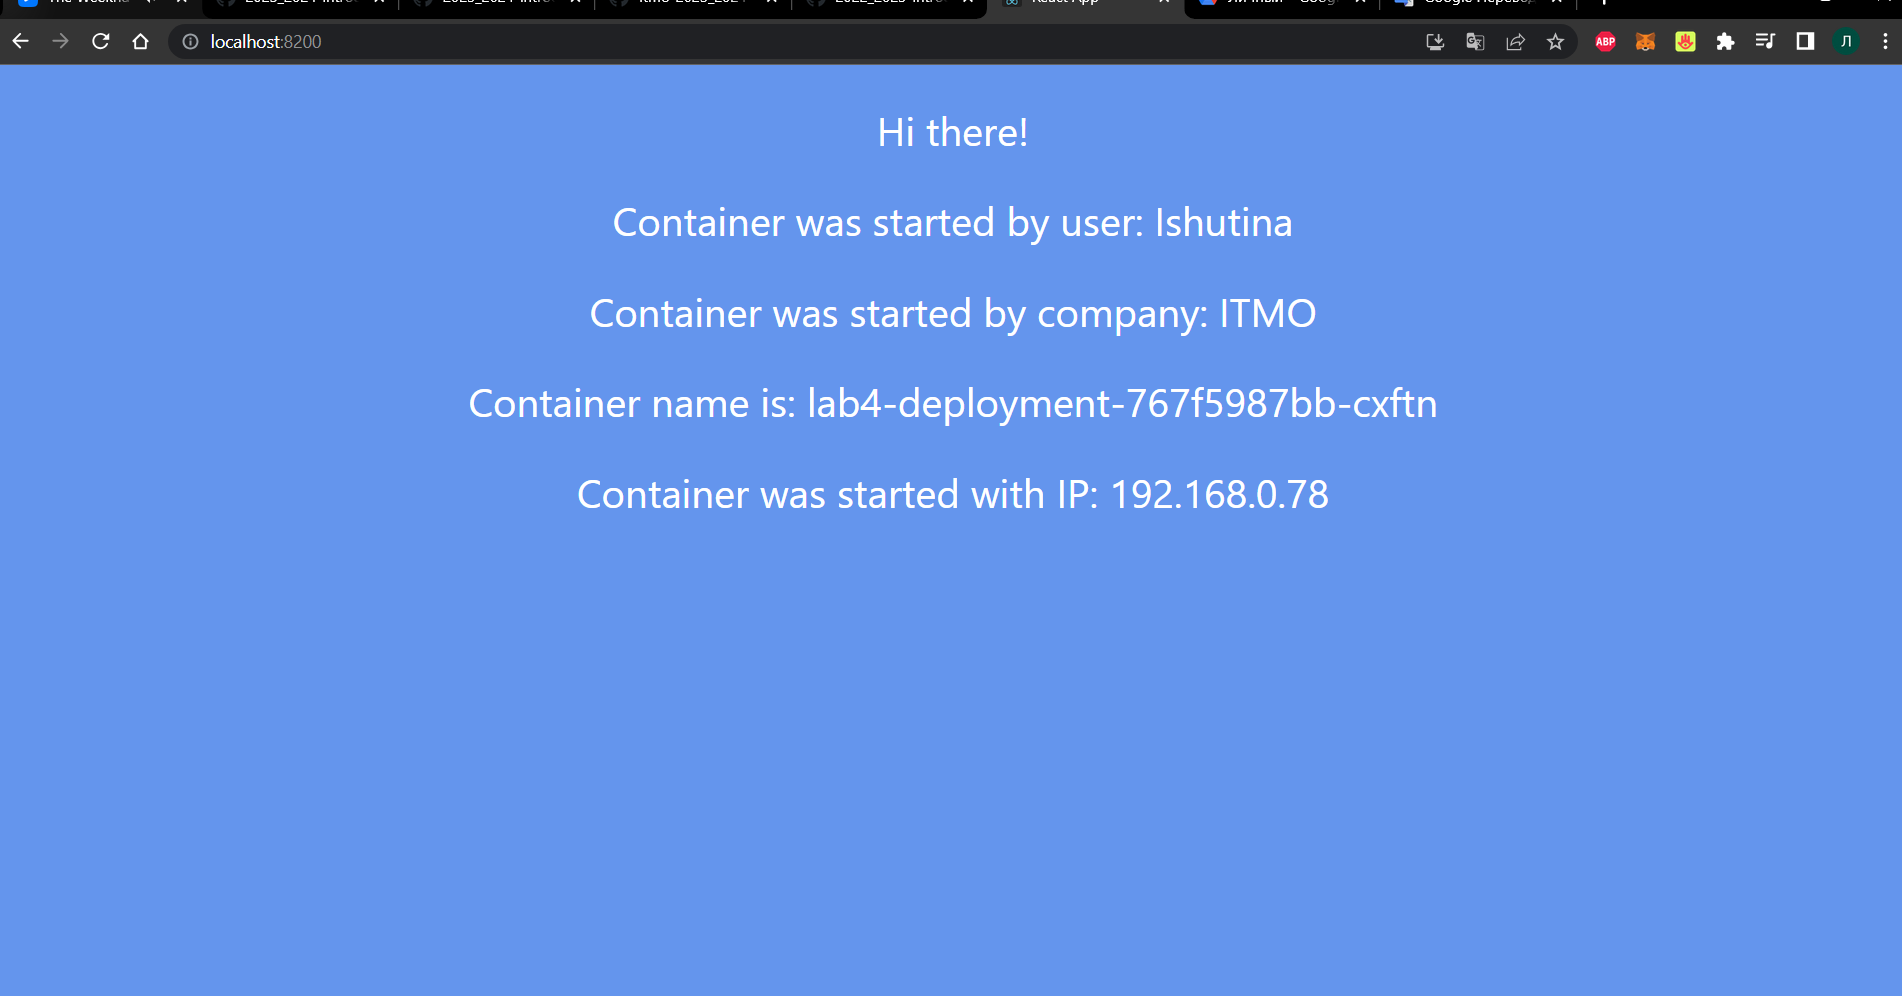 localhost:8200
ABP
Л
Hi there!
Container was started by user: Ishutina
Container was started by company: ITMO
Container name is: lab4-deployment-767f5987bb-cxftn
Container was started with IP: 192.168.0.78